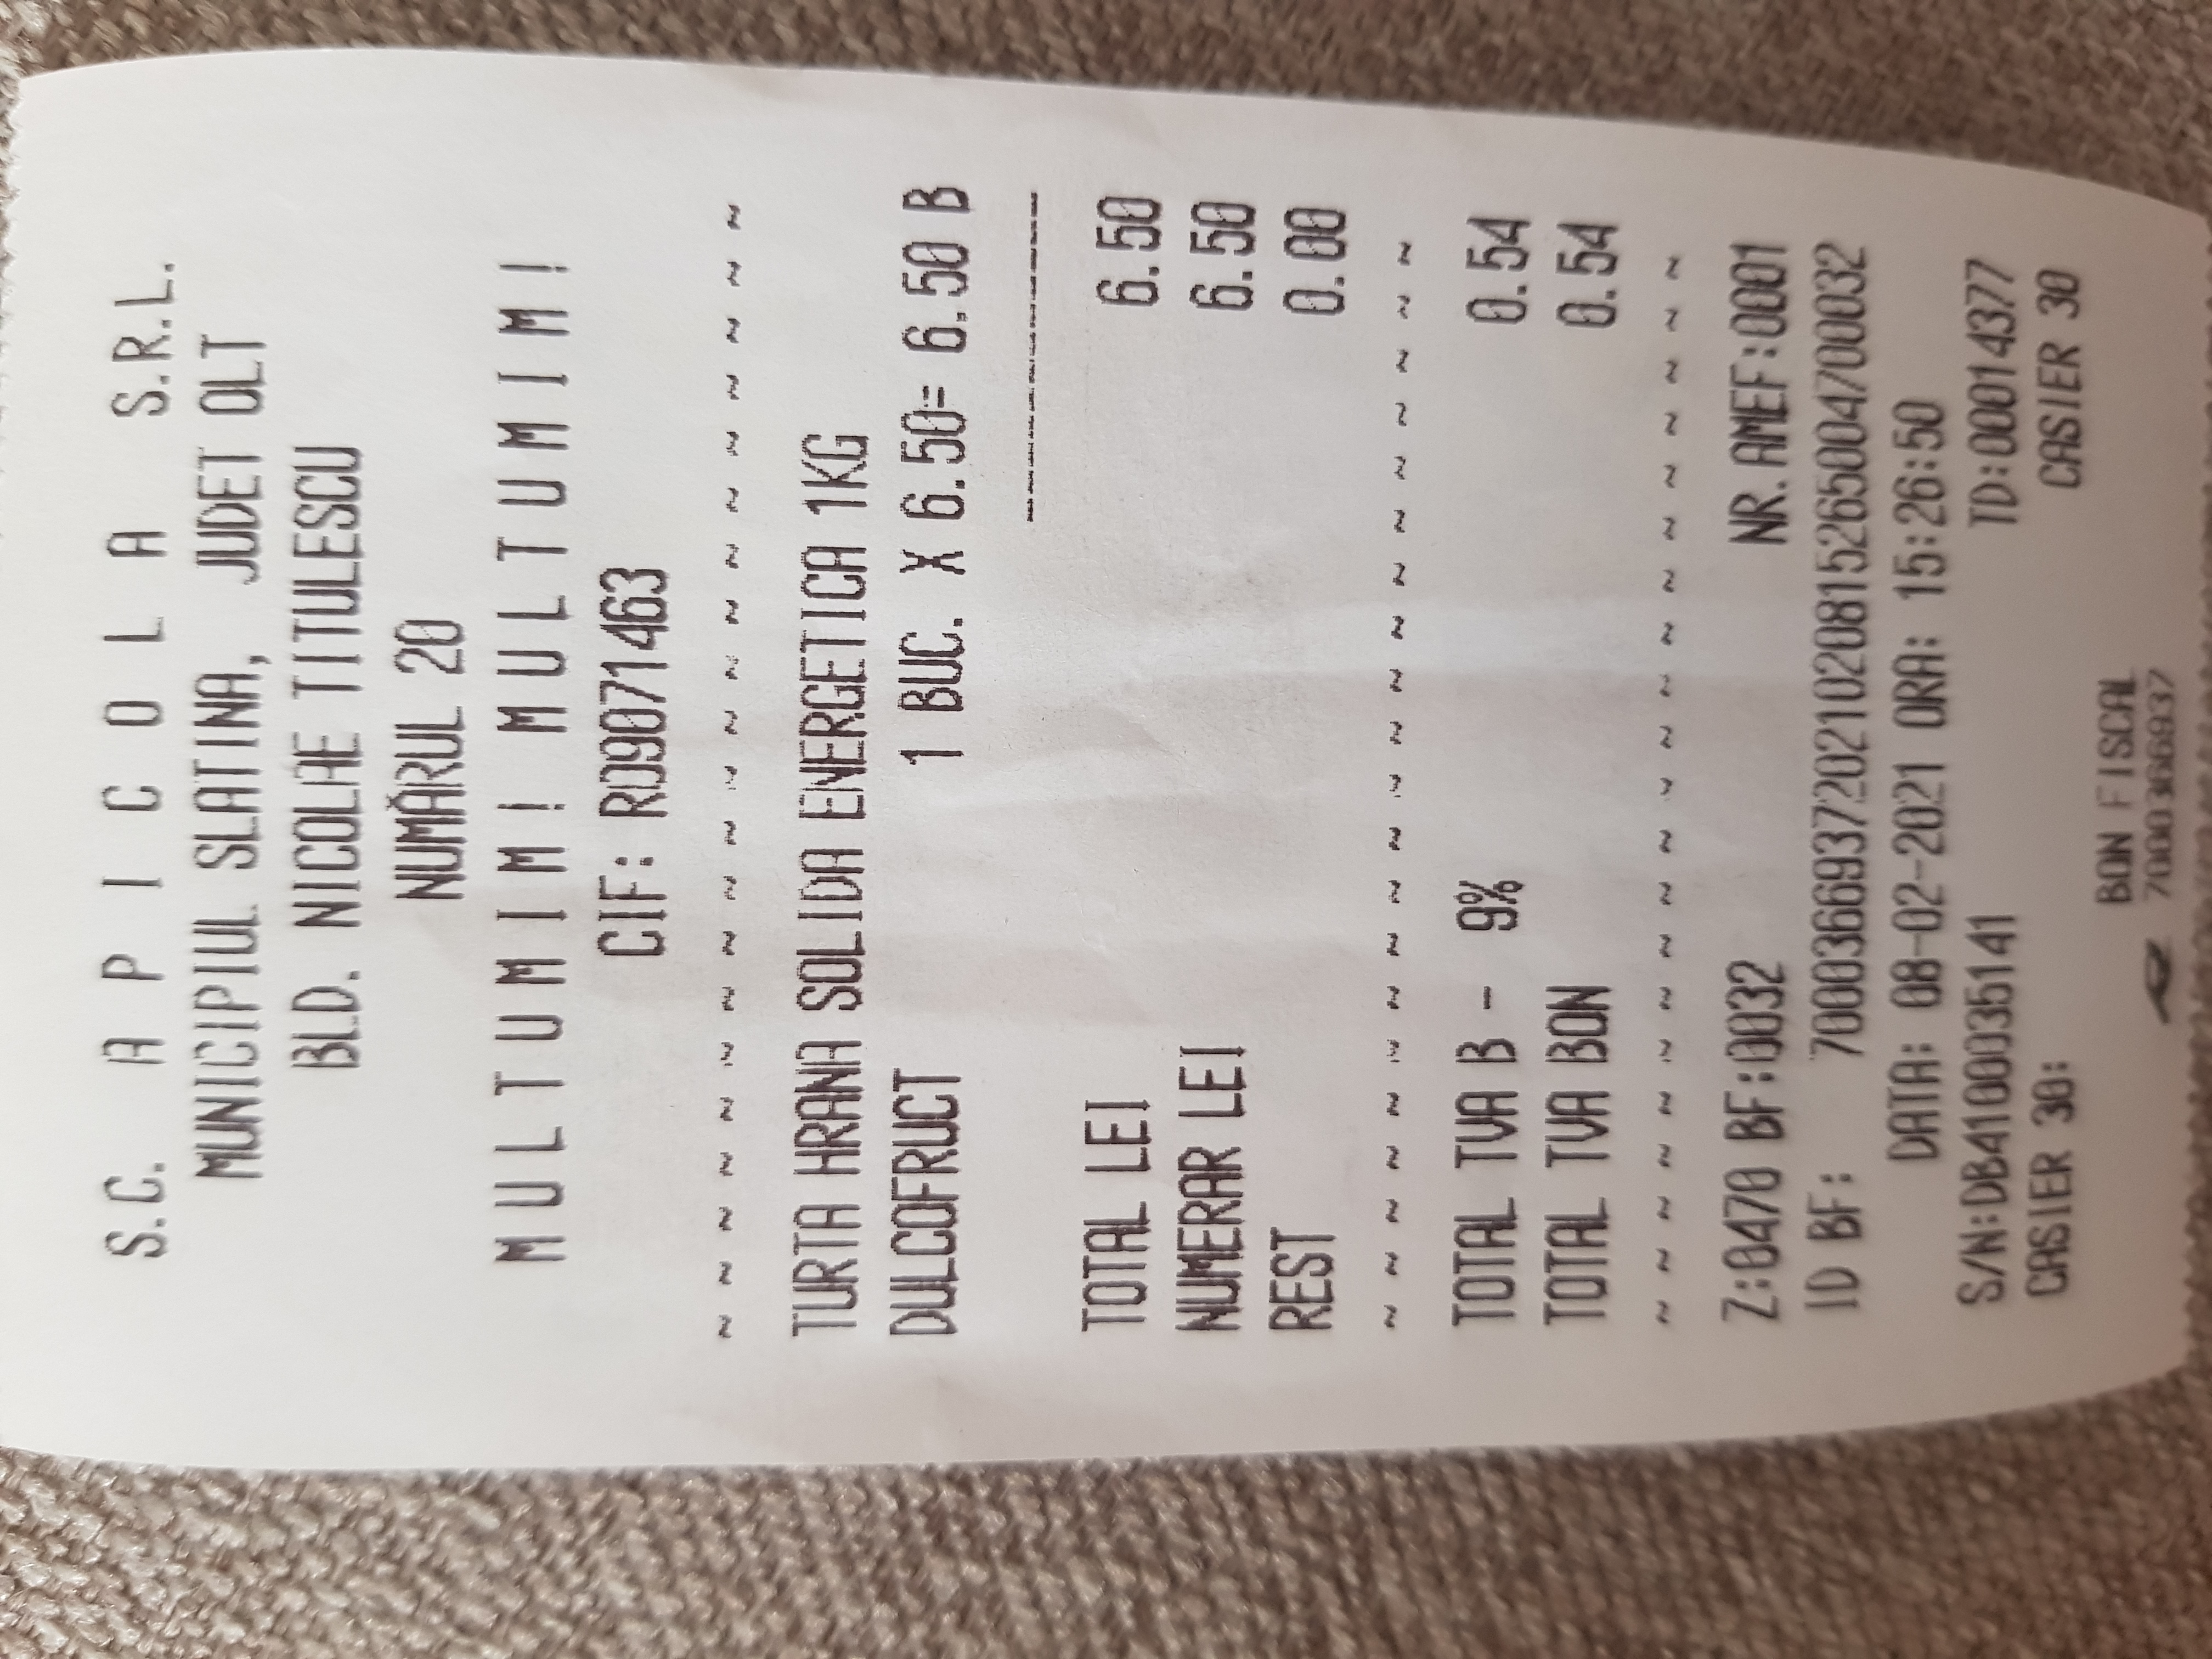 S.C. A P I C O L A S.R.L.
MUNICIPIUL SLATINA, JUDET OLT
BLD. NICOLAE TITULESCU
NUMĂRUL 20
M U L T U M I M ! M U L T U M I M !
CIF: RO9071463
~ ~ ~ ~ ~ ~ ~ ~ ~ ~ ~ ~ ~ ~ ~ ~ ~ ~ ~ ~ ~
TURTA HRANA SOLIDA ENERGETICA 1KG
DULCOFRUCT 1 BUC. X 6.50= 6.50 B
TOTAL LEI 6.50
NUMERAR LEI 6.50
REST 0.00
~ ~ ~ ~ ~ ~ ~ ~ ~ ~ ~ ~ ~ ~ ~ ~ ~ ~ ~ ~ ~
TOTAL TVA B - 9% 0.54
TOTAL TVA BON 0.54
~ ~ ~ ~ ~ ~ ~ ~ ~ ~ ~ ~ ~ ~ ~ ~ ~ ~ ~ ~ ~
Z:0470 BF:0032 NR.AMEF:0001
ID BF: 70003669372021020815265004700032
DATA: 08-02-2021 ORA: 15:26:50
S/N:DB4100035141 TD:00014377
CASIER 30: CASIER 30
BON FISCAL
7000366937